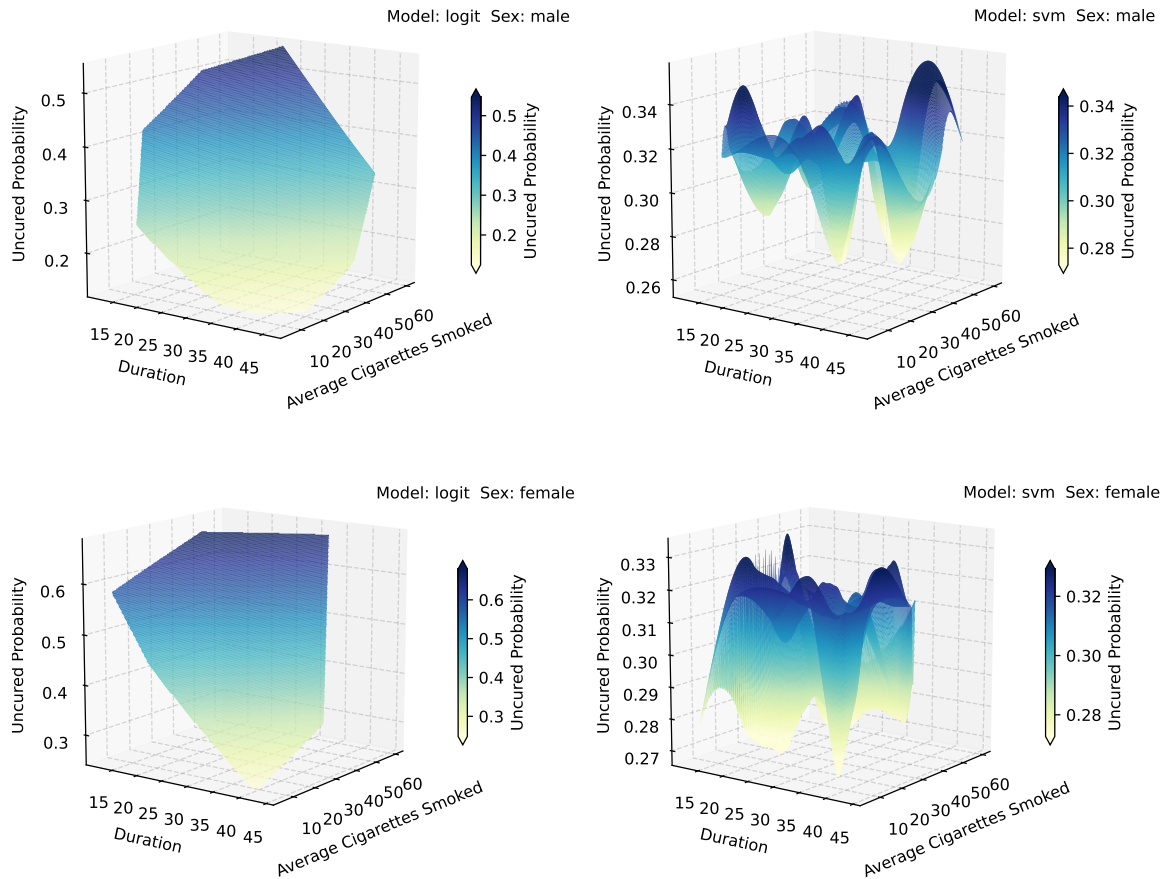 Model: logit  Sex: male
Uncured Probability
0.5
0.4
0.3
0.2
15 20 25 30 35 40 45
Duration
10 20 30 40 50 60
Average Cigarettes Smoked
0.5
0.4
0.3
0.2
Uncured Probability
Model: svm  Sex: male
Uncured Probability
0.34
0.32
0.30
0.28
0.26
15 20 25 30 35 40 45
Duration
10 20 30 40 50 60
Average Cigarettes Smoked
0.34
0.32
0.30
0.28
Uncured Probability
Model: logit  Sex: female
Uncured Probability
0.6
0.5
0.4
0.3
15 20 25 30 35 40 45
Duration
10 20 30 40 50 60
Average Cigarettes Smoked
0.6
0.5
0.4
0.3
Uncured Probability
Model: svm  Sex: female
Uncured Probability
0.33
0.32
0.31
0.30
0.29
0.28
0.27
15 20 25 30 35 40 45
Duration
10 20 30 40 50 60
Average Cigarettes Smoked
0.32
0.30
0.28
Uncured Probability